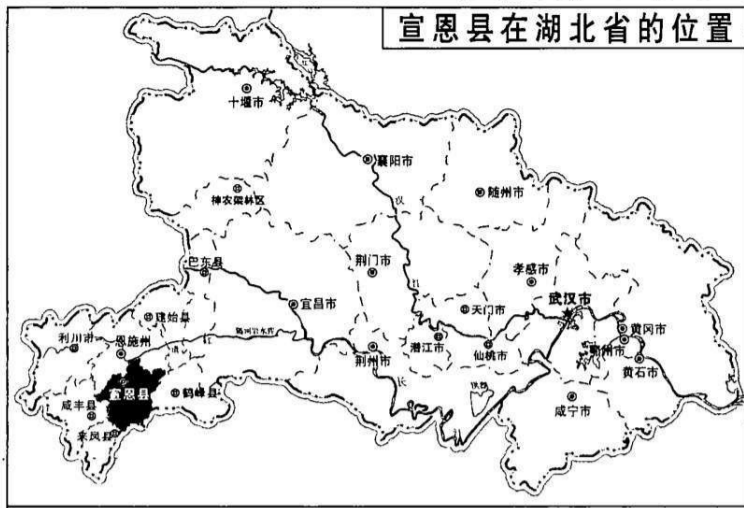 宣恩县在湖北省的位置
十堰市
襄阳市
随州市
神农架林区
汉
江
巴东县
荆门市
孝感市
宜昌市
武汉市
天门市
建始县
黄冈市
利川市
恩施州
潜江市
仙桃市
鄂州市
荆州市
黄石市
长
宣恩县
鹤峰县
咸丰县
咸宁市
来凤县